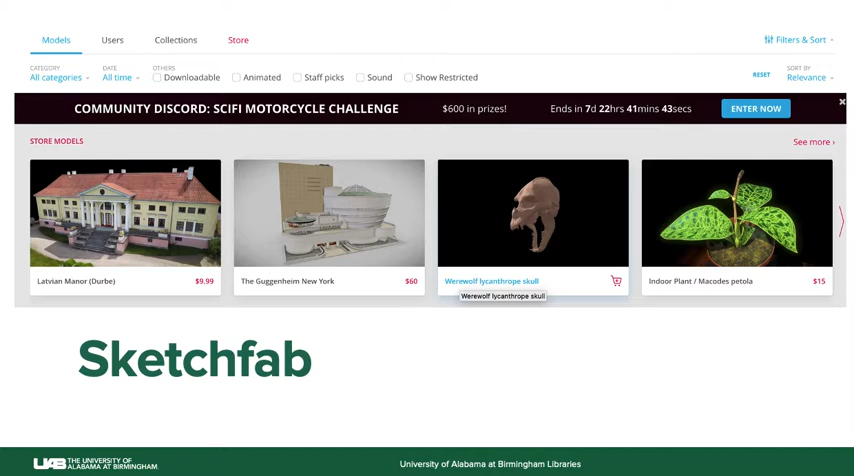 Models Users Collections Store Filters & Sort
CATEGORY DATE OTHERS SORT BY
All categories All time Downloadable Animated Staff picks Sound Show Restricted RESET Relevance
COMMUNITY DISCORD: SCIFI MOTORCYCLE CHALLENGE $600 in prizes! Ends in 7d 22hrs 41mins 43secs ENTER NOW
STORE MODELS See more ›
Latvian Manor (Durbe) $9.99 The Guggenheim New York $60 Werewolf lycanthrope skull Indoor Plant / Macodes petola $15
Werewolf lycanthrope skull
Sketchfab
UAB THE UNIVERSITY OF
ALABAMA AT BIRMINGHAM
University of Alabama at Birmingham Libraries